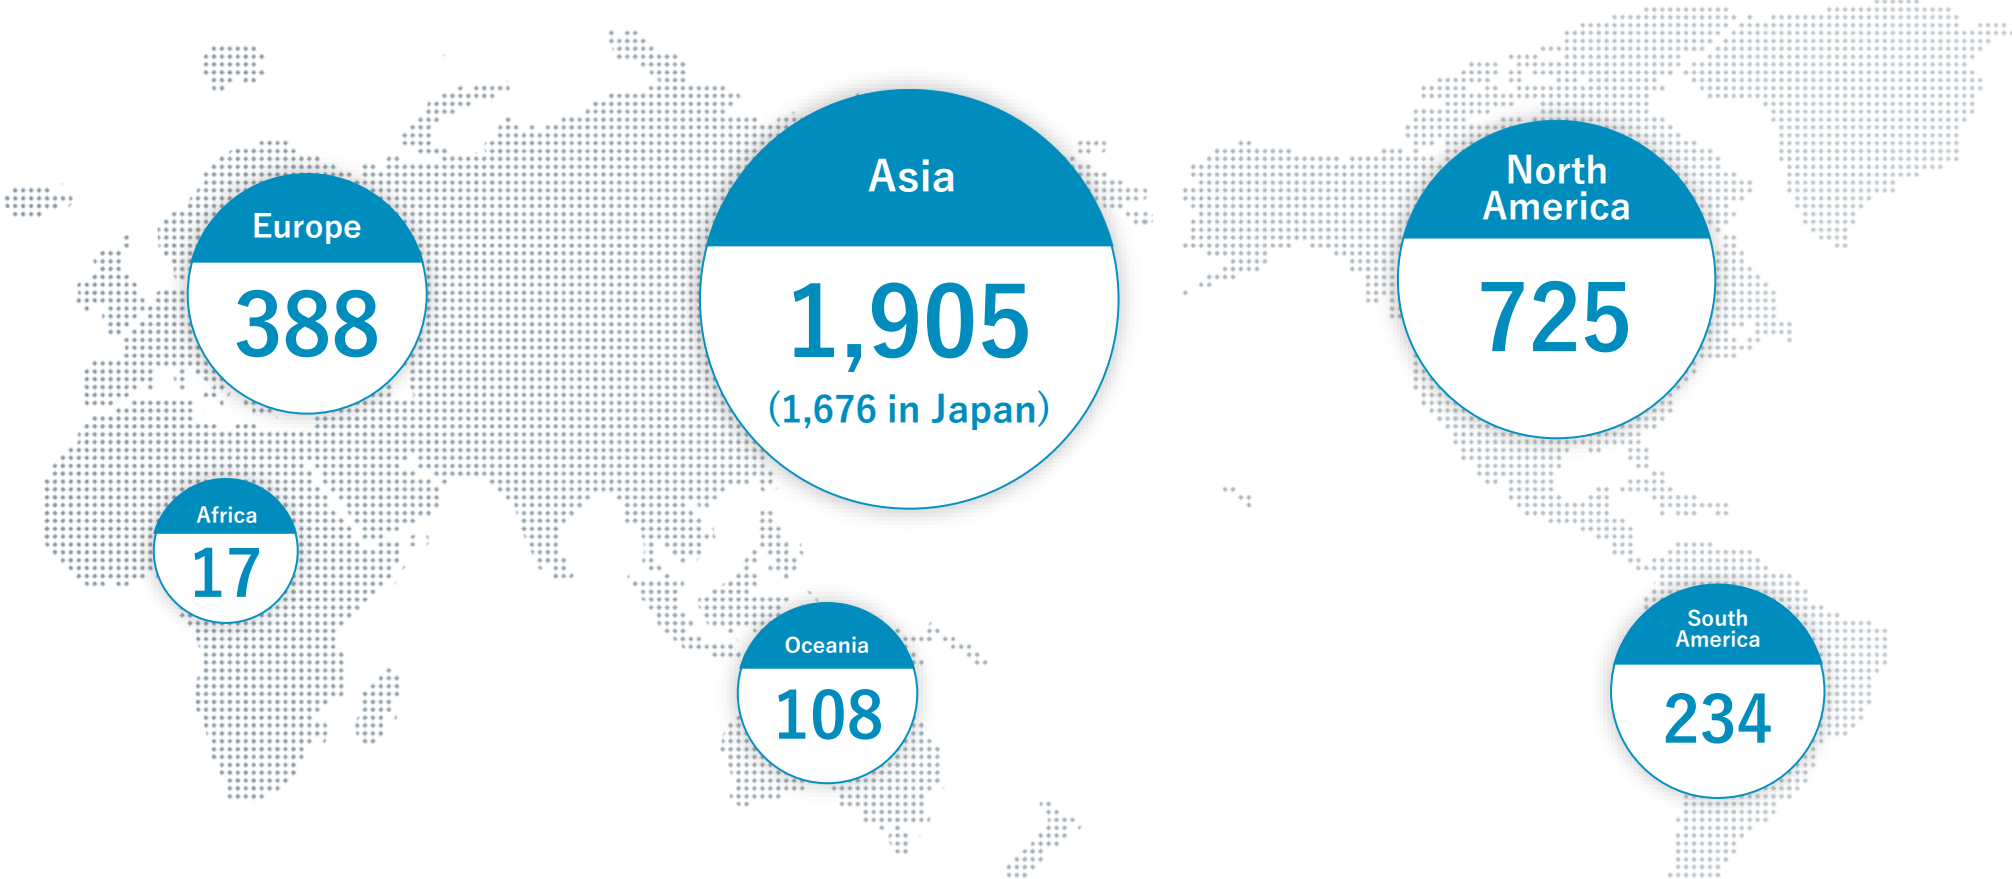 Europe
388
Asia
1,905
(1,676 in Japan)
North
America
725
Africa
17
Oceania
108
South
America
234